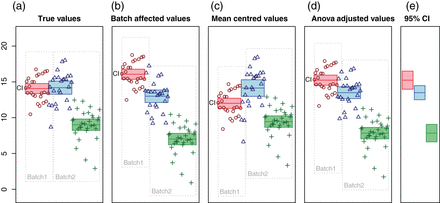 (a)
True values
(b)
Batch affected values
(c)
Mean centred values
(d)
Anova adjusted values
(e)
95% CI
20
15
10
5
0
CI
CI
CI
CI
Batch1
Batch2
Batch1
Batch2
Batch1
Batch2
Batch1
Batch2